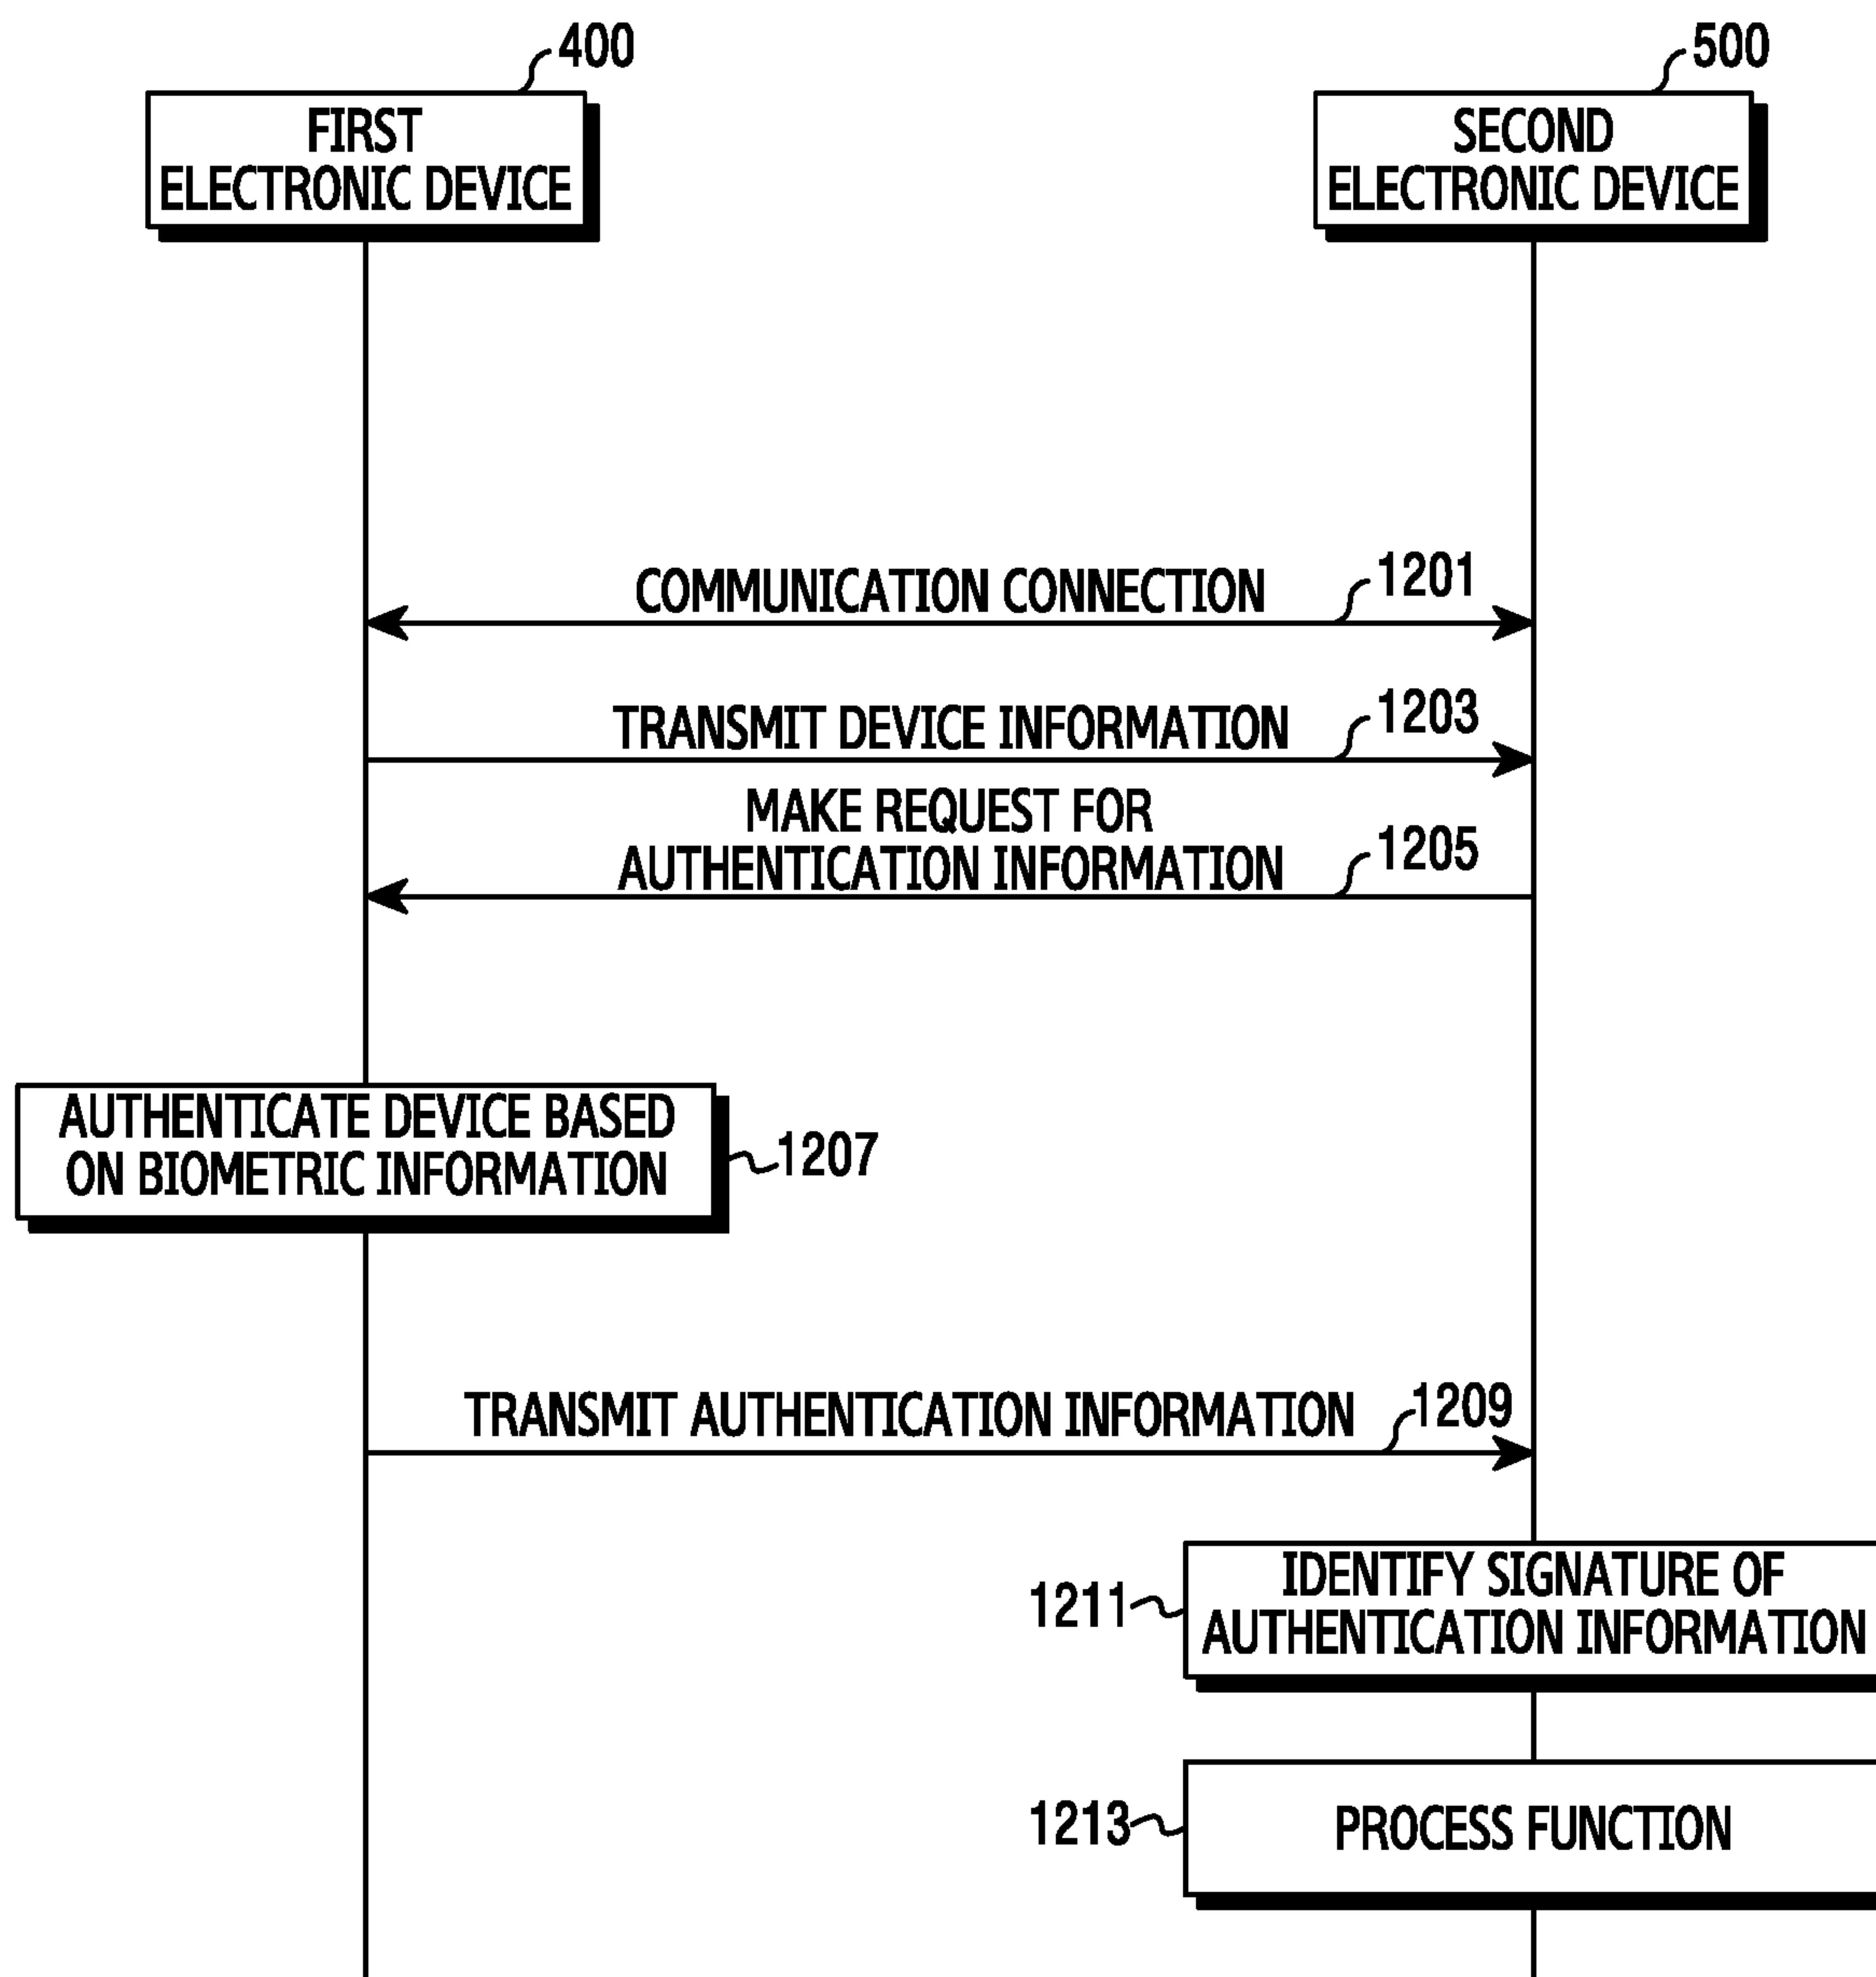 400
500
FIRST
ELECTRONIC DEVICE
SECOND
ELECTRONIC DEVICE
COMMUNICATION CONNECTION
1201
TRANSMIT DEVICE INFORMATION
1203
MAKE REQUEST FOR
AUTHENTICATION INFORMATION
1205
AUTHENTICATE DEVICE BASED
ON BIOMETRIC INFORMATION
1207
TRANSMIT AUTHENTICATION INFORMATION
1209
1211
IDENTIFY SIGNATURE OF
AUTHENTICATION INFORMATION
1213
PROCESS FUNCTION